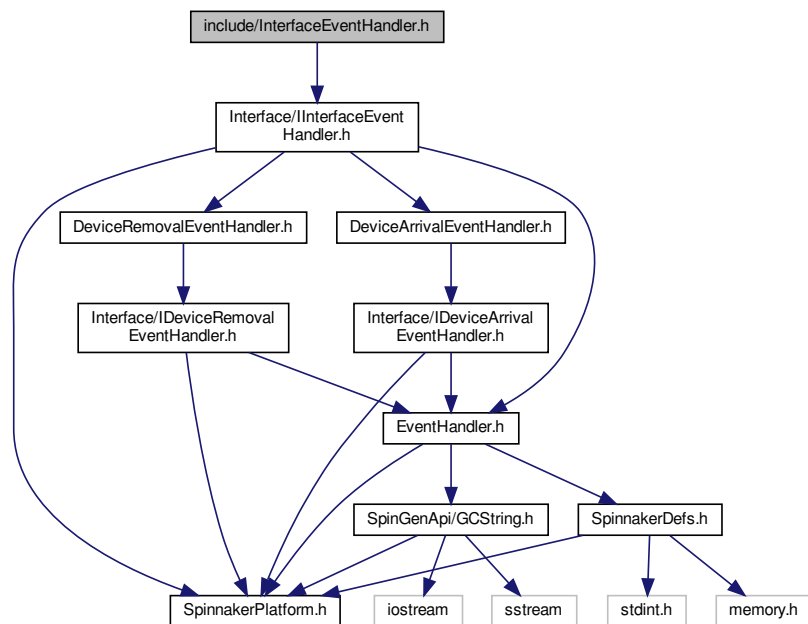 include/InterfaceEventHandler.h
Interface/IInterfaceEvent
Handler.h
DeviceRemovalEventHandler.h
DeviceArrivalEventHandler.h
Interface/IDeviceRemoval
EventHandler.h
Interface/IDeviceArrival
EventHandler.h
EventHandler.h
SpinGenApi/GCString.h
SpinnakerDefs.h
SpinnakerPlatform.h
iostream
sstream
stdint.h
memory.h